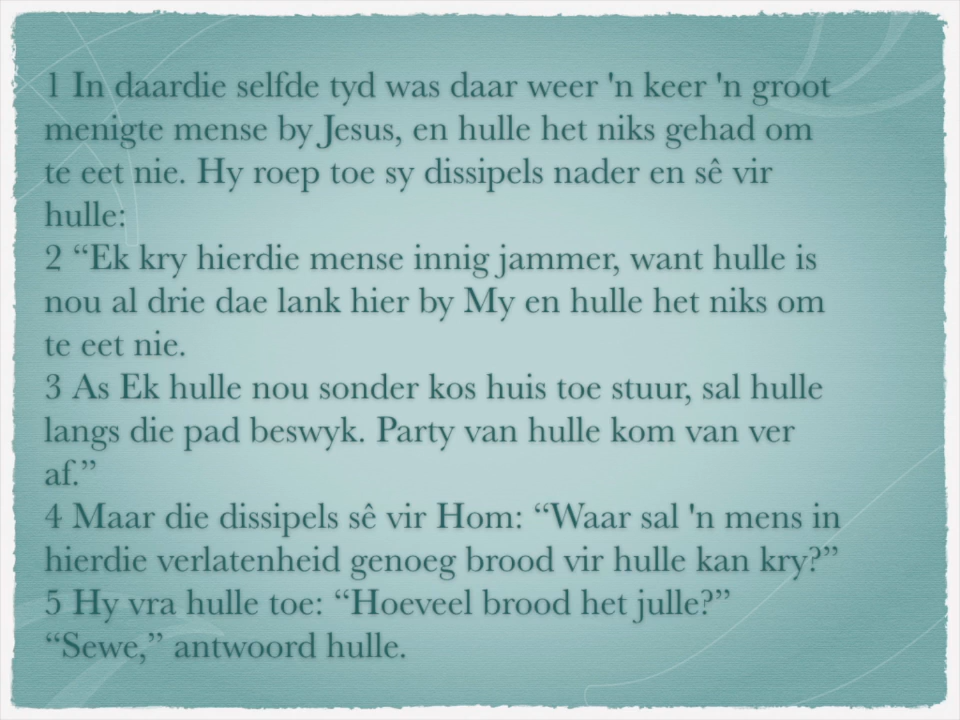 1 In daardie selfde tyd was daar weer 'n keer 'n groot
menigte mense by Jesus, en hulle het niks gehad om
te eet nie. Hy roep toe sy dissipels nader en sê vir
hulle:
2 “Ek kry hierdie mense innig jammer, want hulle is
nou al drie dae lank hier by My en hulle het niks om
te eet nie.
3 As Ek hulle nou sonder kos huis toe stuur, sal hulle
langs die pad beswyk. Party van hulle kom van ver
af.”
4 Maar die dissipels sê vir Hom: “Waar sal 'n mens in
hierdie verlatenheid genoeg brood vir hulle kan kry?”
5 Hy vra hulle toe: “Hoeveel brood het julle?”
“Sewe,” antwoord hulle.